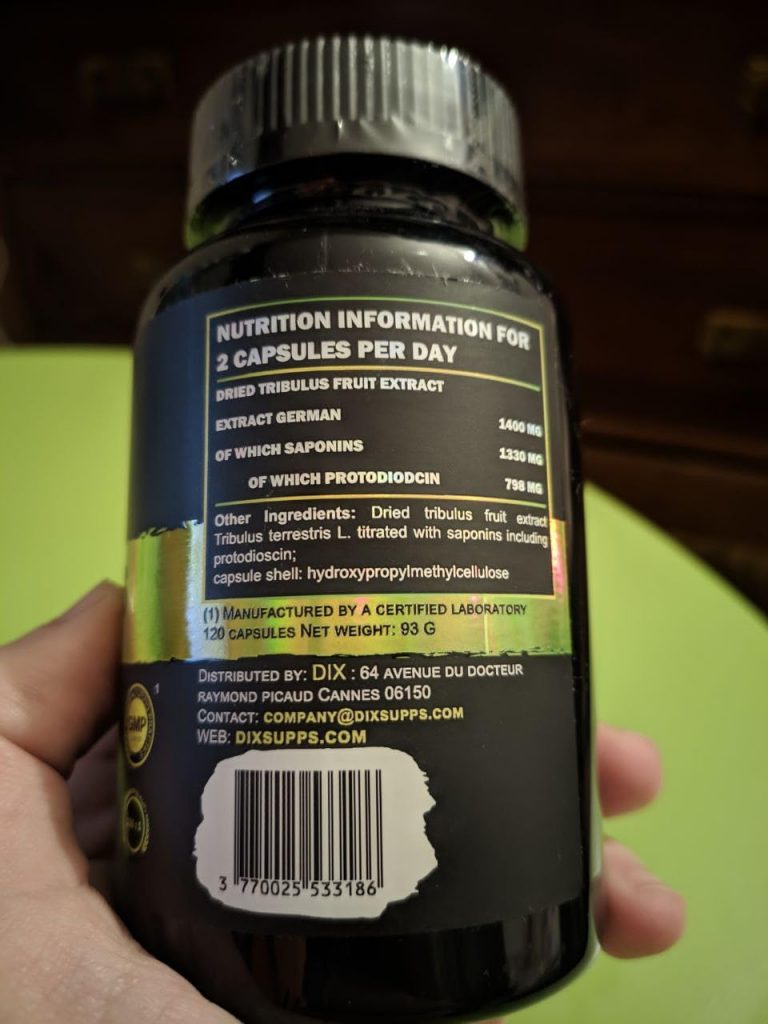 NUTRITION INFORMATION FOR
2 CAPSULES PER DAY
DRIED TRIBULUS FRUIT EXTRACT
EXTRACT GERMAN 1400 MG
OF WHICH SAPONINS 1330 MG
OF WHICH PROTODIODCIN 798 MG
Other Ingredients: Dried tribulus fruit extract
Tribulus terrestris L. titrated with saponins including
protodioscin;
capsule shell: hydroxypropylmethylcellulose
(1) MANUFACTURED BY A CERTIFIED LABORATORY
120 CAPSULES NET WEIGHT: 93 G
DISTRIBUTED BY: DIX : 64 AVENUE DU DOCTEUR
RAYMOND PICAUD CANNES 06150
CONTACT: COMPANY@DIXSUPPS.COM
WEB: DIXSUPPS.COM
1
GMP
3 770025 533186